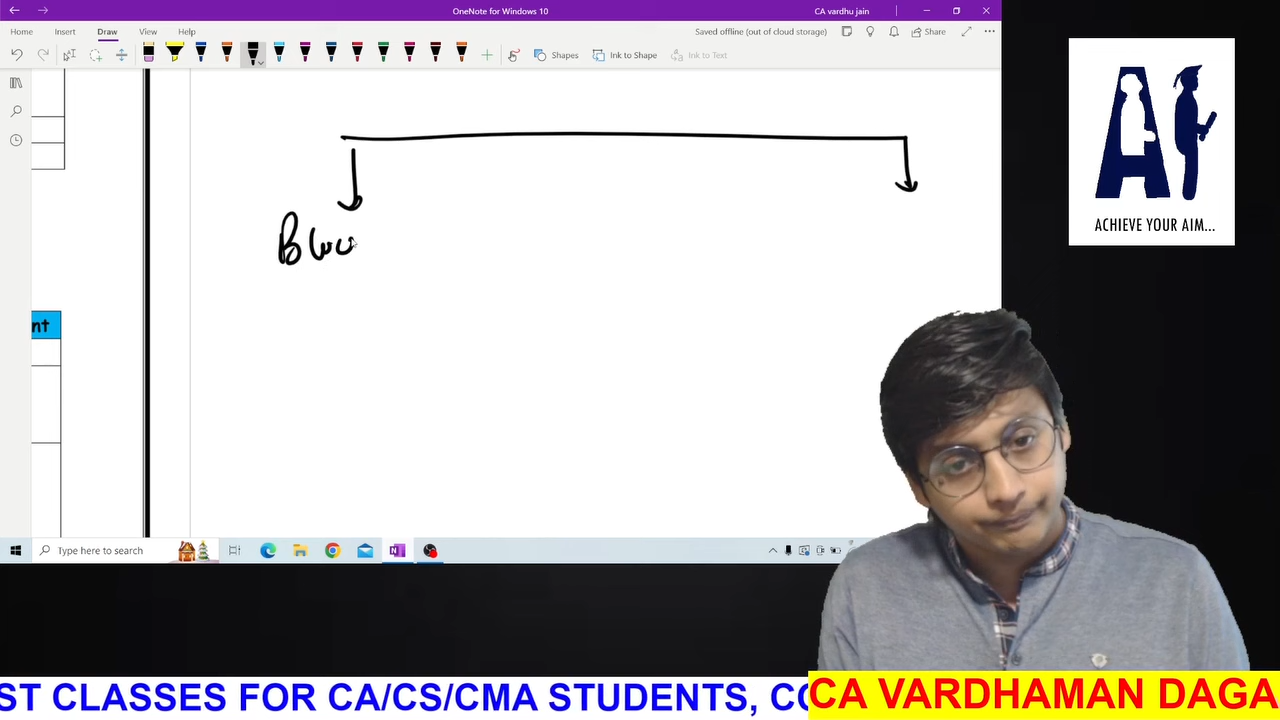 OneNote for Windows 10
CA vardhu jain
Home Insert Draw View Help
Saved offline (out of cloud storage)
Share
Shapes
Ink to Shape
Ink to Text
nt
ACHIEVE YOUR AIM...
Type here to search
ST CLASSES FOR CA/CS/CMA STUDENTS, CO
CA VARDHAMAN DAGA